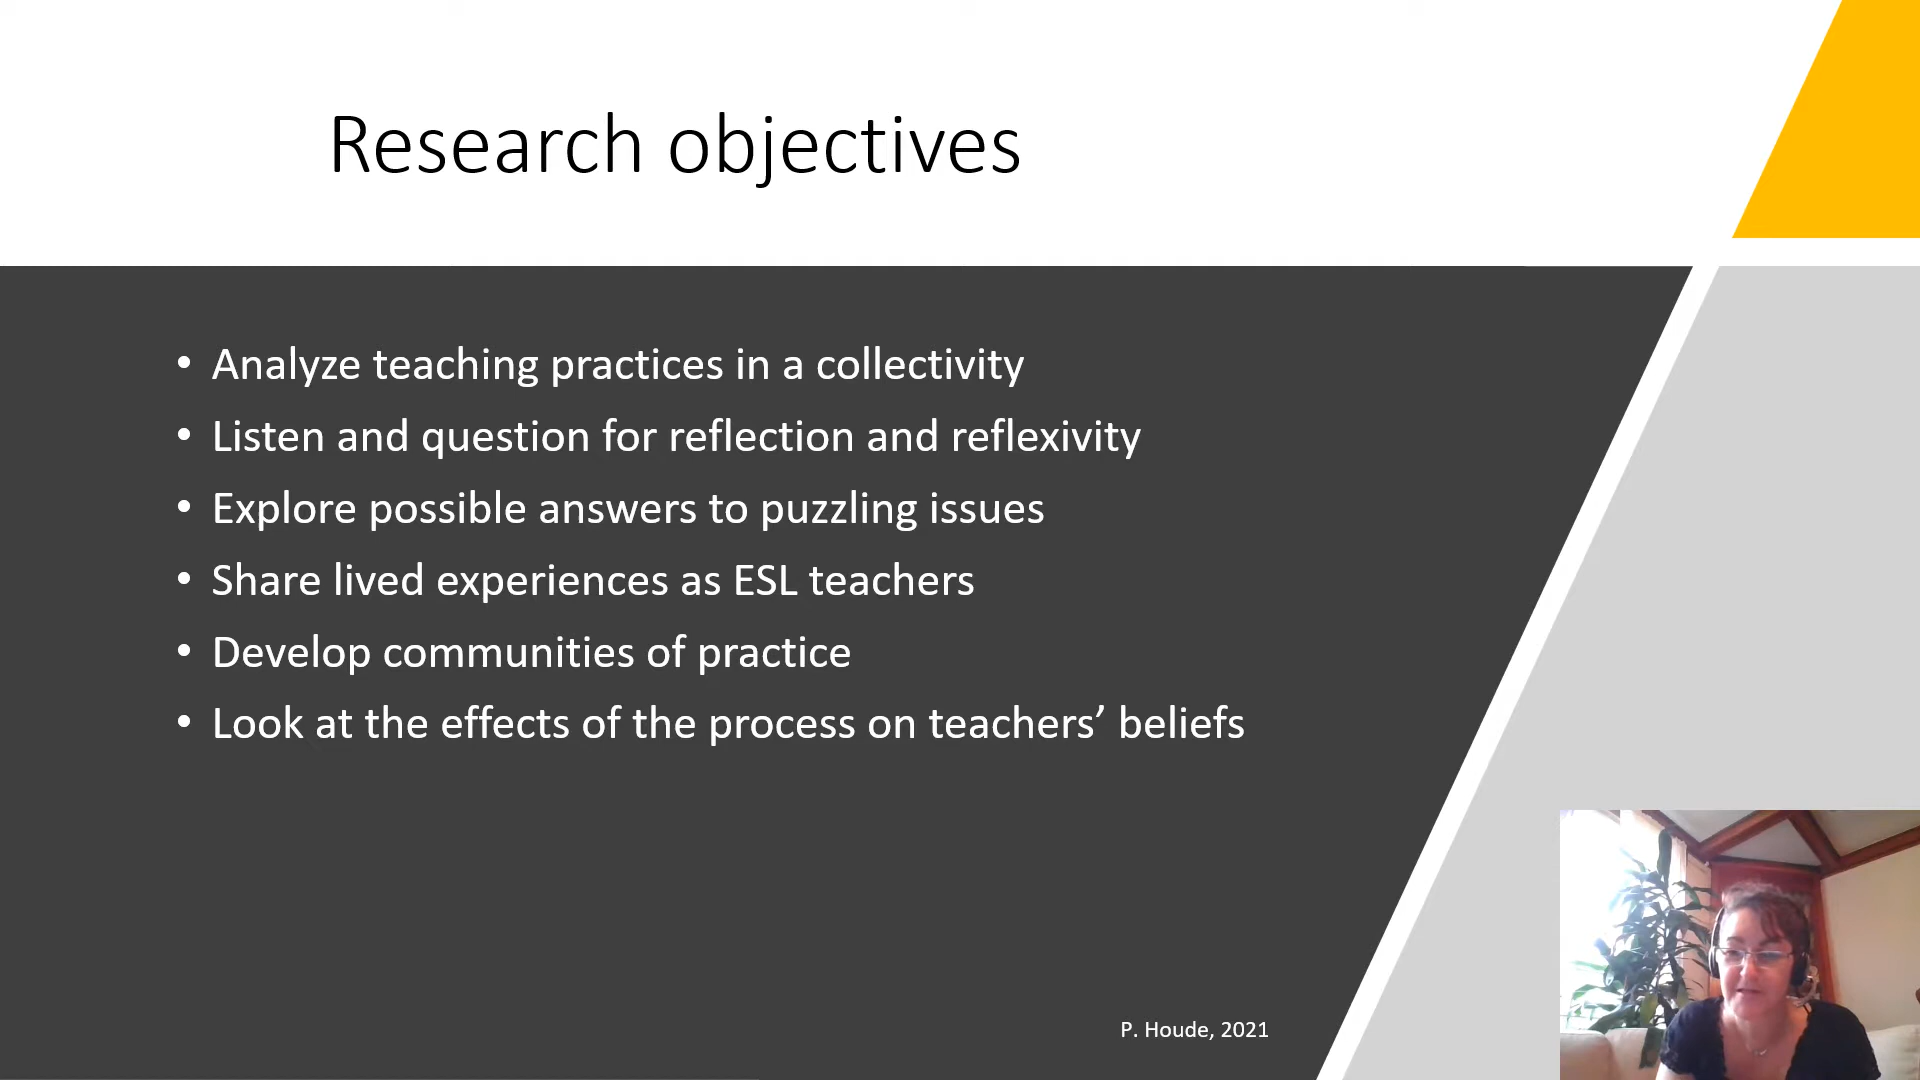 Research objectives
• Analyze teaching practices in a collectivity
• Listen and question for reflection and reflexivity
• Explore possible answers to puzzling issues
• Share lived experiences as ESL teachers
• Develop communities of practice
• Look at the effects of the process on teachers’ beliefs
P. Houde, 2021